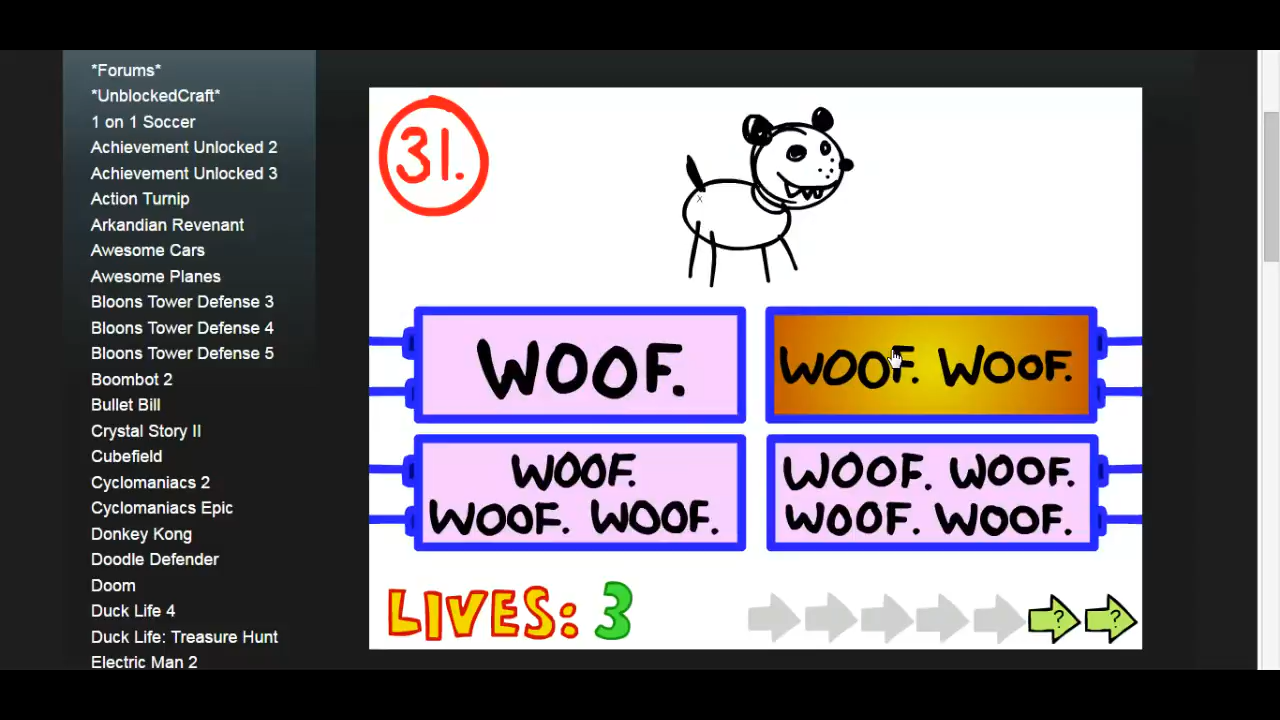 *Forums*
*UnblockedCraft*
1 on 1 Soccer
Achievement Unlocked 2
Achievement Unlocked 3
Action Turnip
Arkandian Revenant
Awesome Cars
Awesome Planes
Bloons Tower Defense 3
Bloons Tower Defense 4
Bloons Tower Defense 5
Boombot 2
Bullet Bill
Crystal Story II
Cubefield
Cyclomaniacs 2
Cyclomaniacs Epic
Donkey Kong
Doodle Defender
Doom
Duck Life 4
Duck Life: Treasure Hunt
Electric Man 2
31.
WOOF.
WOOF. WOOF.
WOOF.
WOOF. WOOF.
WOOF. WOOF.
WOOF. WOOF.
LIVES: 3
? ?